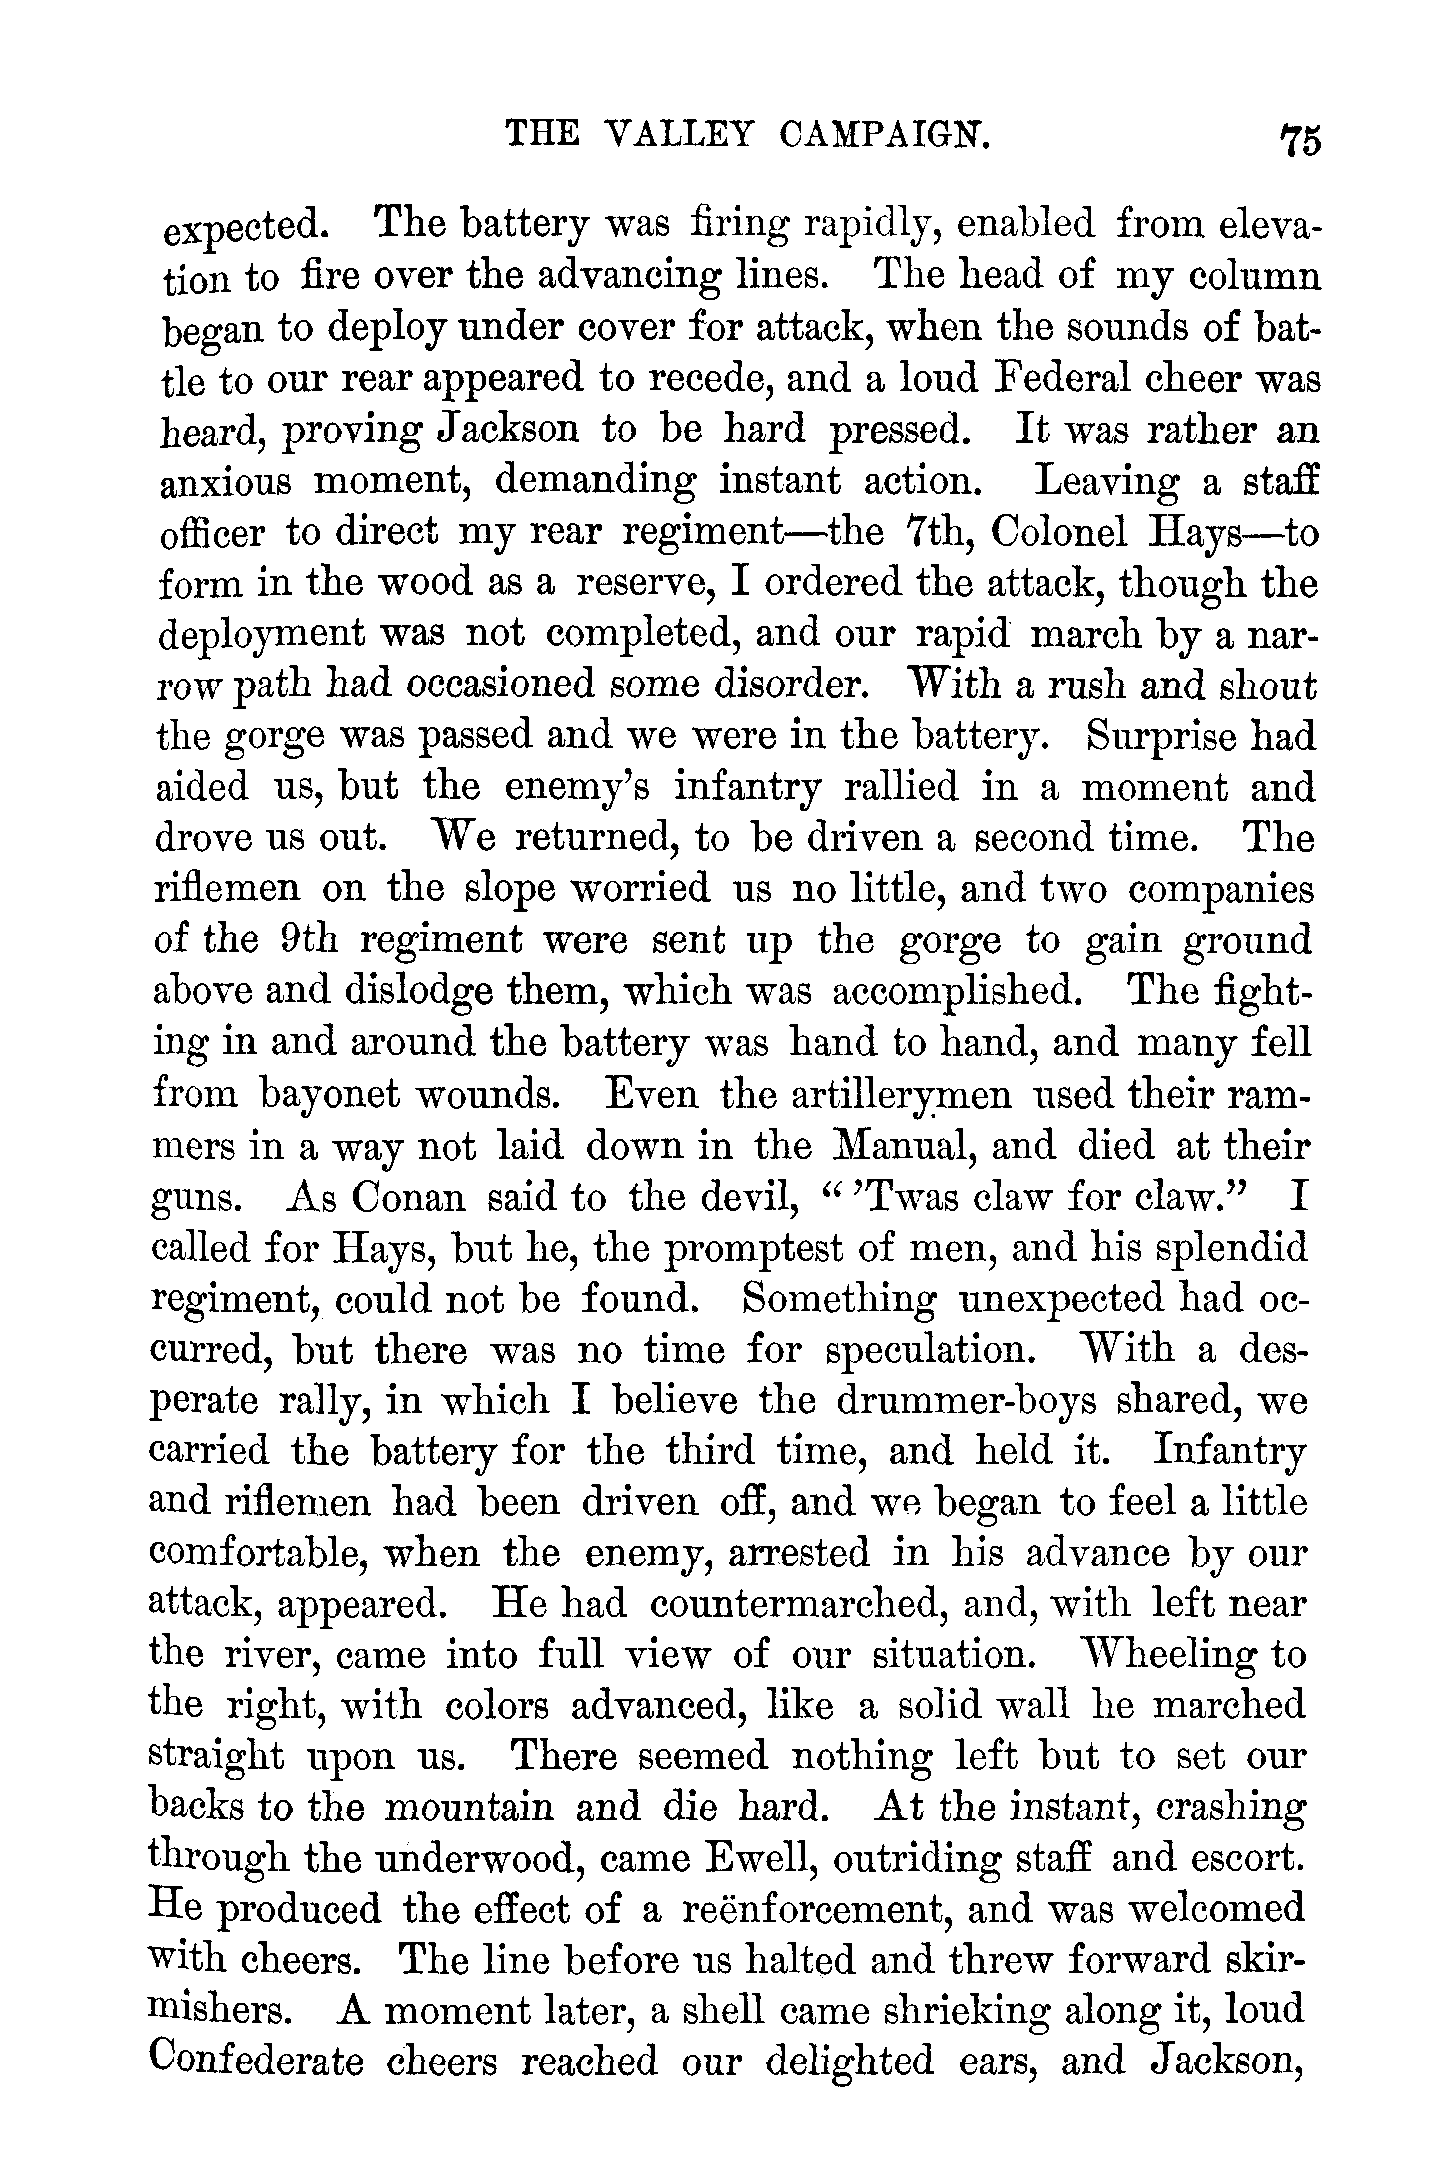 THE VALLEY CAMPAIGN. 75
expected. The battery was firing rapidly, enabled from eleva-
tion to fire over the advancing lines. The head of my column
began to deploy under cover for attack, when the sounds of bat-
tle to our rear appeared to recede, and a loud Federal cheer was
heard, proving Jackson to be hard pressed. It was rather an
anxious moment, demanding instant action. Leaving a staff
officer to direct my rear regiment—the 7th, Colonel Hays—to
form in the wood as a reserve, I ordered the attack, though the
deployment was not completed, and our rapid march by a nar-
row path had occasioned some disorder. With a rush and shout
the gorge was passed and we were in the battery. Surprise had
aided us, but the enemy's infantry rallied in a moment and
drove us out. We returned, to be driven a second time. The
riflemen on the slope worried us no little, and two companies
of the 9th regiment were sent up the gorge to gain ground
above and dislodge them, which was accomplished. The fight-
ing in and around the battery was hand to hand, and many fell
from bayonet wounds. Even the artillerymen used their ram-
mers in a way not laid down in the Manual, and died at their
guns. As Conan said to the devil, "'Twas claw for claw." I
called for Hays, but he, the promptest of men, and his splendid
regiment, could not be found. Something unexpected had oc-
curred, but there was no time for speculation. With a des-
perate rally, in which I believe the drummer-boys shared, we
carried the battery for the third time, and held it. Infantry
and riflemen had been driven off, and we began to feel a little
comfortable, when the enemy, arrested in his advance by our
attack, appeared. He had countermarched, and, with left near
the river, came into full view of our situation. Wheeling to
the right, with colors advanced, like a solid wall he marched
straight upon us. There seemed nothing left but to set our
backs to the mountain and die hard. At the instant, crashing
through the underwood, came Ewell, outriding staff and escort.
He produced the effect of a reënforcement, and was welcomed
with cheers. The line before us halted and threw forward skir-
mishers. A moment later, a shell came shrieking along it, loud
Confederate cheers reached our delighted ears, and Jackson,